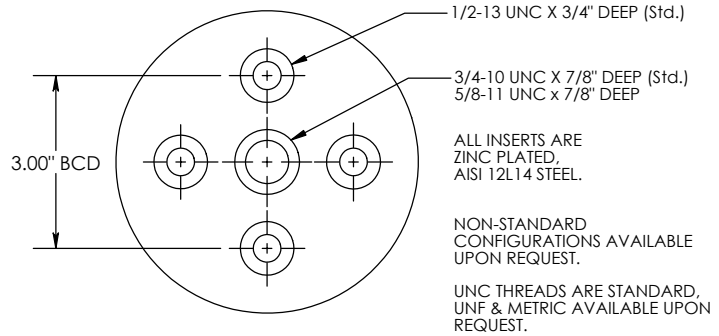 1/2-13 UNC X 3/4" DEEP (Std.)
3/4-10 UNC X 7/8" DEEP (Std.)
5/8-11 UNC x 7/8" DEEP
3.00" BCD
ALL INSERTS ARE
ZINC PLATED,
AISI 12L14 STEEL.
NON-STANDARD
CONFIGURATIONS AVAILABLE
UPON REQUEST.
UNC THREADS ARE STANDARD,
UNF & METRIC AVAILABLE UPON
REQUEST.